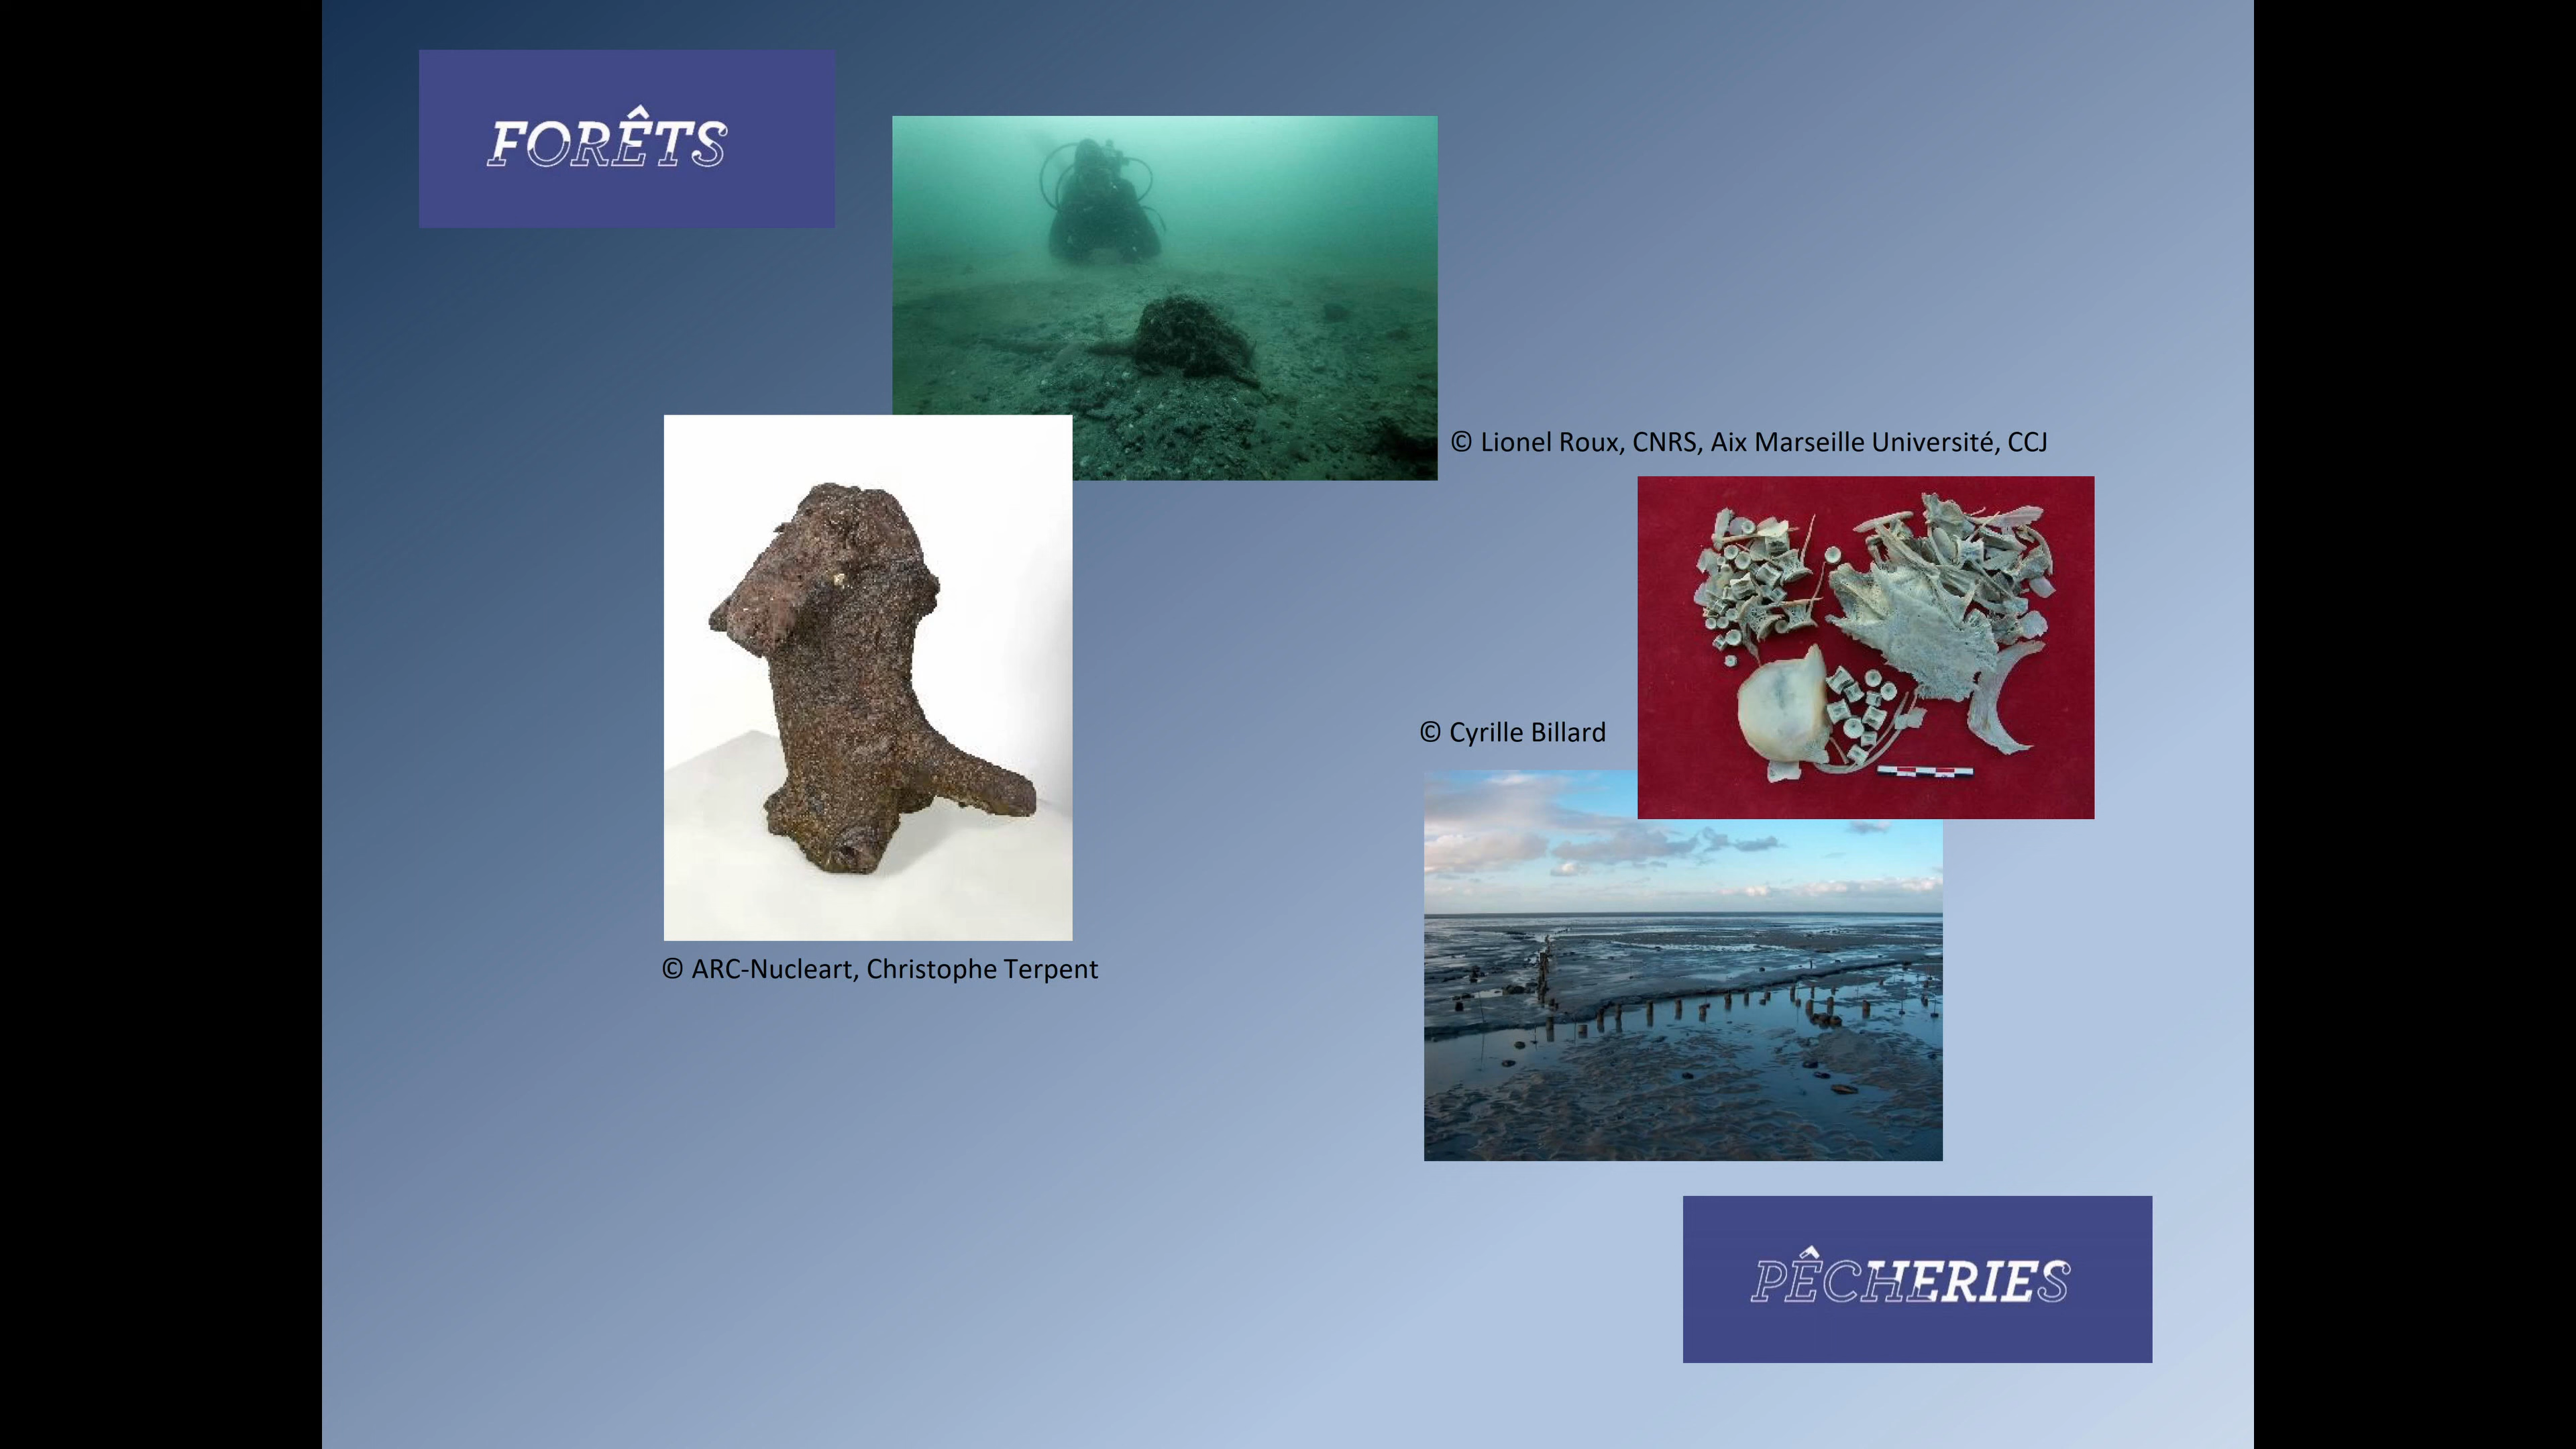 FORÊTS
© Lionel Roux, CNRS, Aix Marseille Université, CCJ
© Cyrille Billard
© ARC-Nucleart, Christophe Terpent
PÊCHERIES